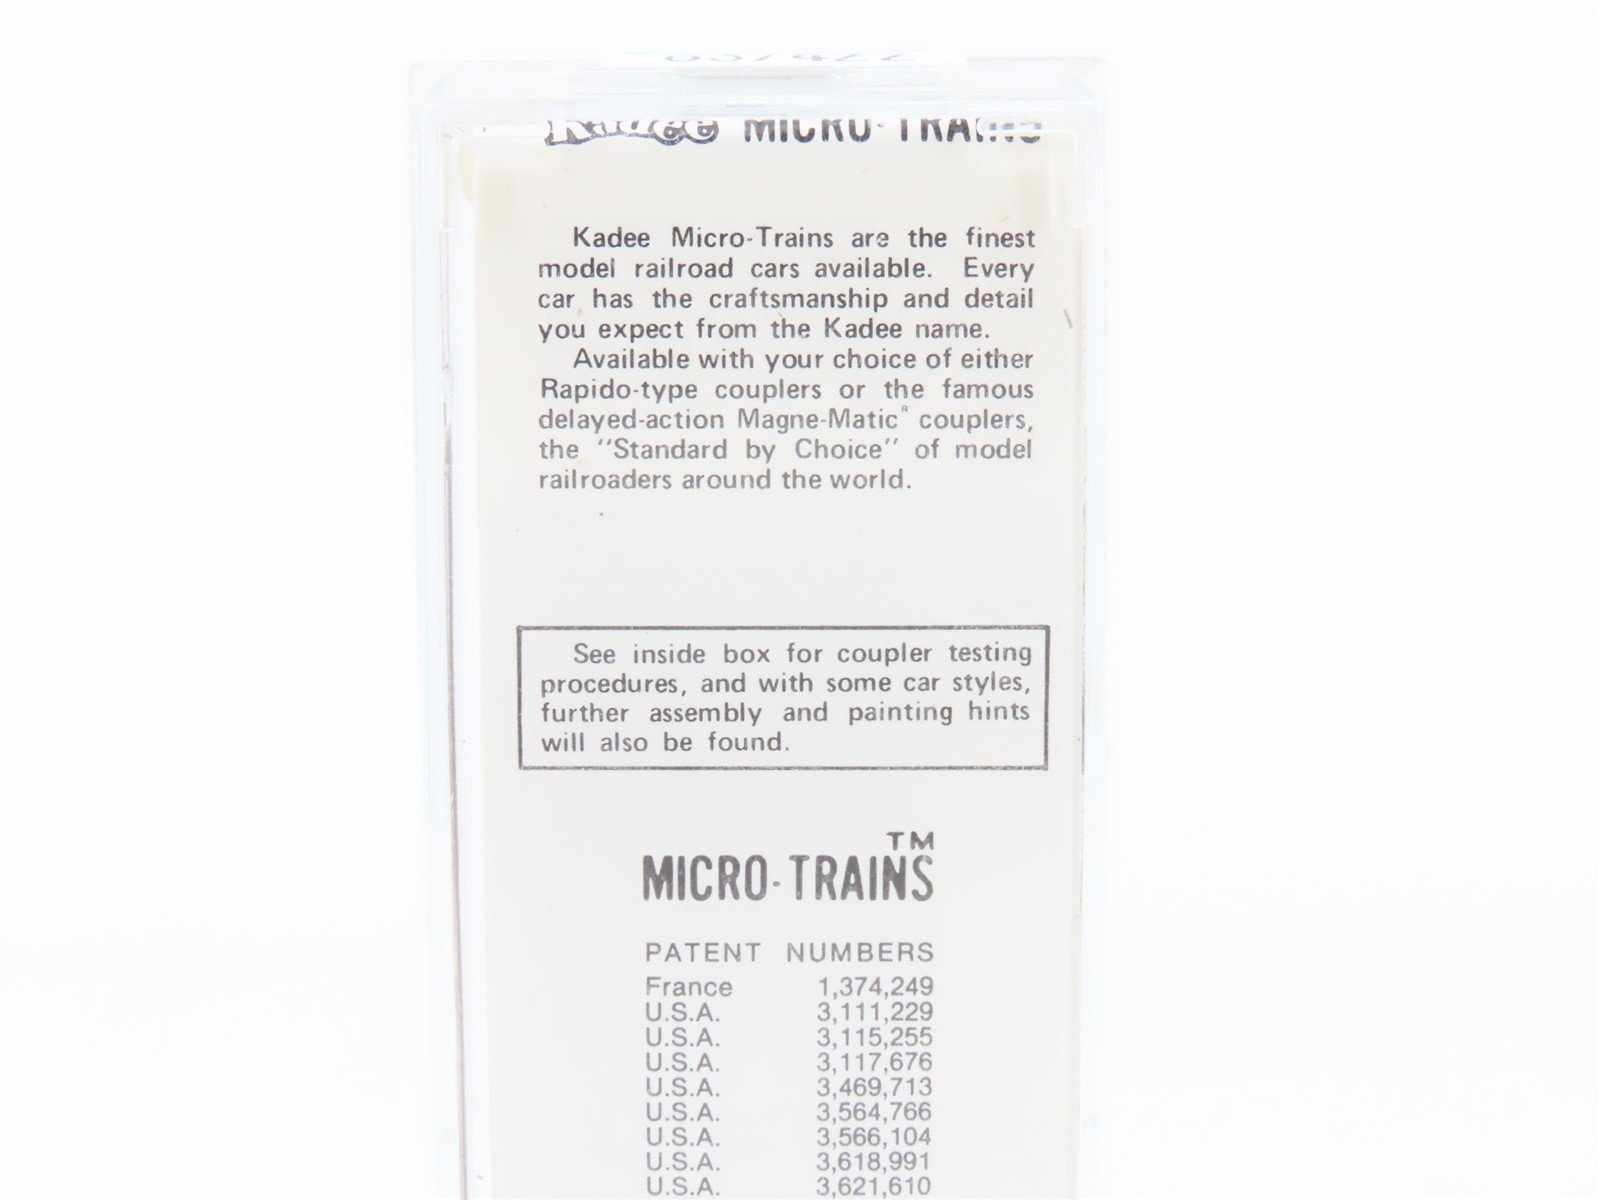 Kadee MICRO-TRAINS
Kadee Micro-Trains are the finest
model railroad cars available. Every
car has the craftsmanship and detail
you expect from the Kadee name.
Available with your choice of either
Rapido-type couplers or the famous
delayed-action Magne-Matic® couplers,
the "Standard by Choice" of model
railroaders around the world.
See inside box for coupler testing
procedures, and with some car styles,
further assembly and painting hints
will also be found.
MICRO-TRAINS™
PATENT NUMBERS
France 1,374,249
U.S.A. 3,111,229
U.S.A. 3,115,255
U.S.A. 3,117,676
U.S.A. 3,469,713
U.S.A. 3,564,766
U.S.A. 3,566,104
U.S.A. 3,618,991
U.S.A. 3,621,610